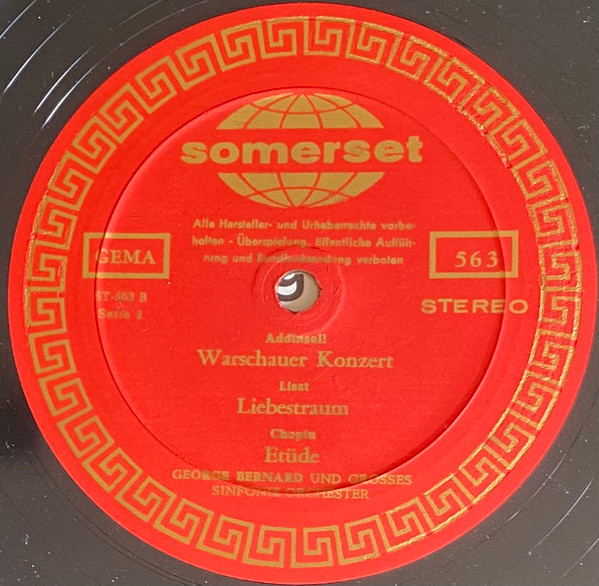 somerset
Alle Hersteller- und Urheberrechte vorbe-
halten - Überspielung, öffentliche Aufführ-
rung und Rundfunksendung verboten
GEMA
563
ST-563 B
Seite 2
STEREO
Addinsell
Warschauer Konzert
Liszt
Liebestraum
Chopin
Etüde
GEORGE BERNARD UND GROSSES
SINFONIE ORCHESTER